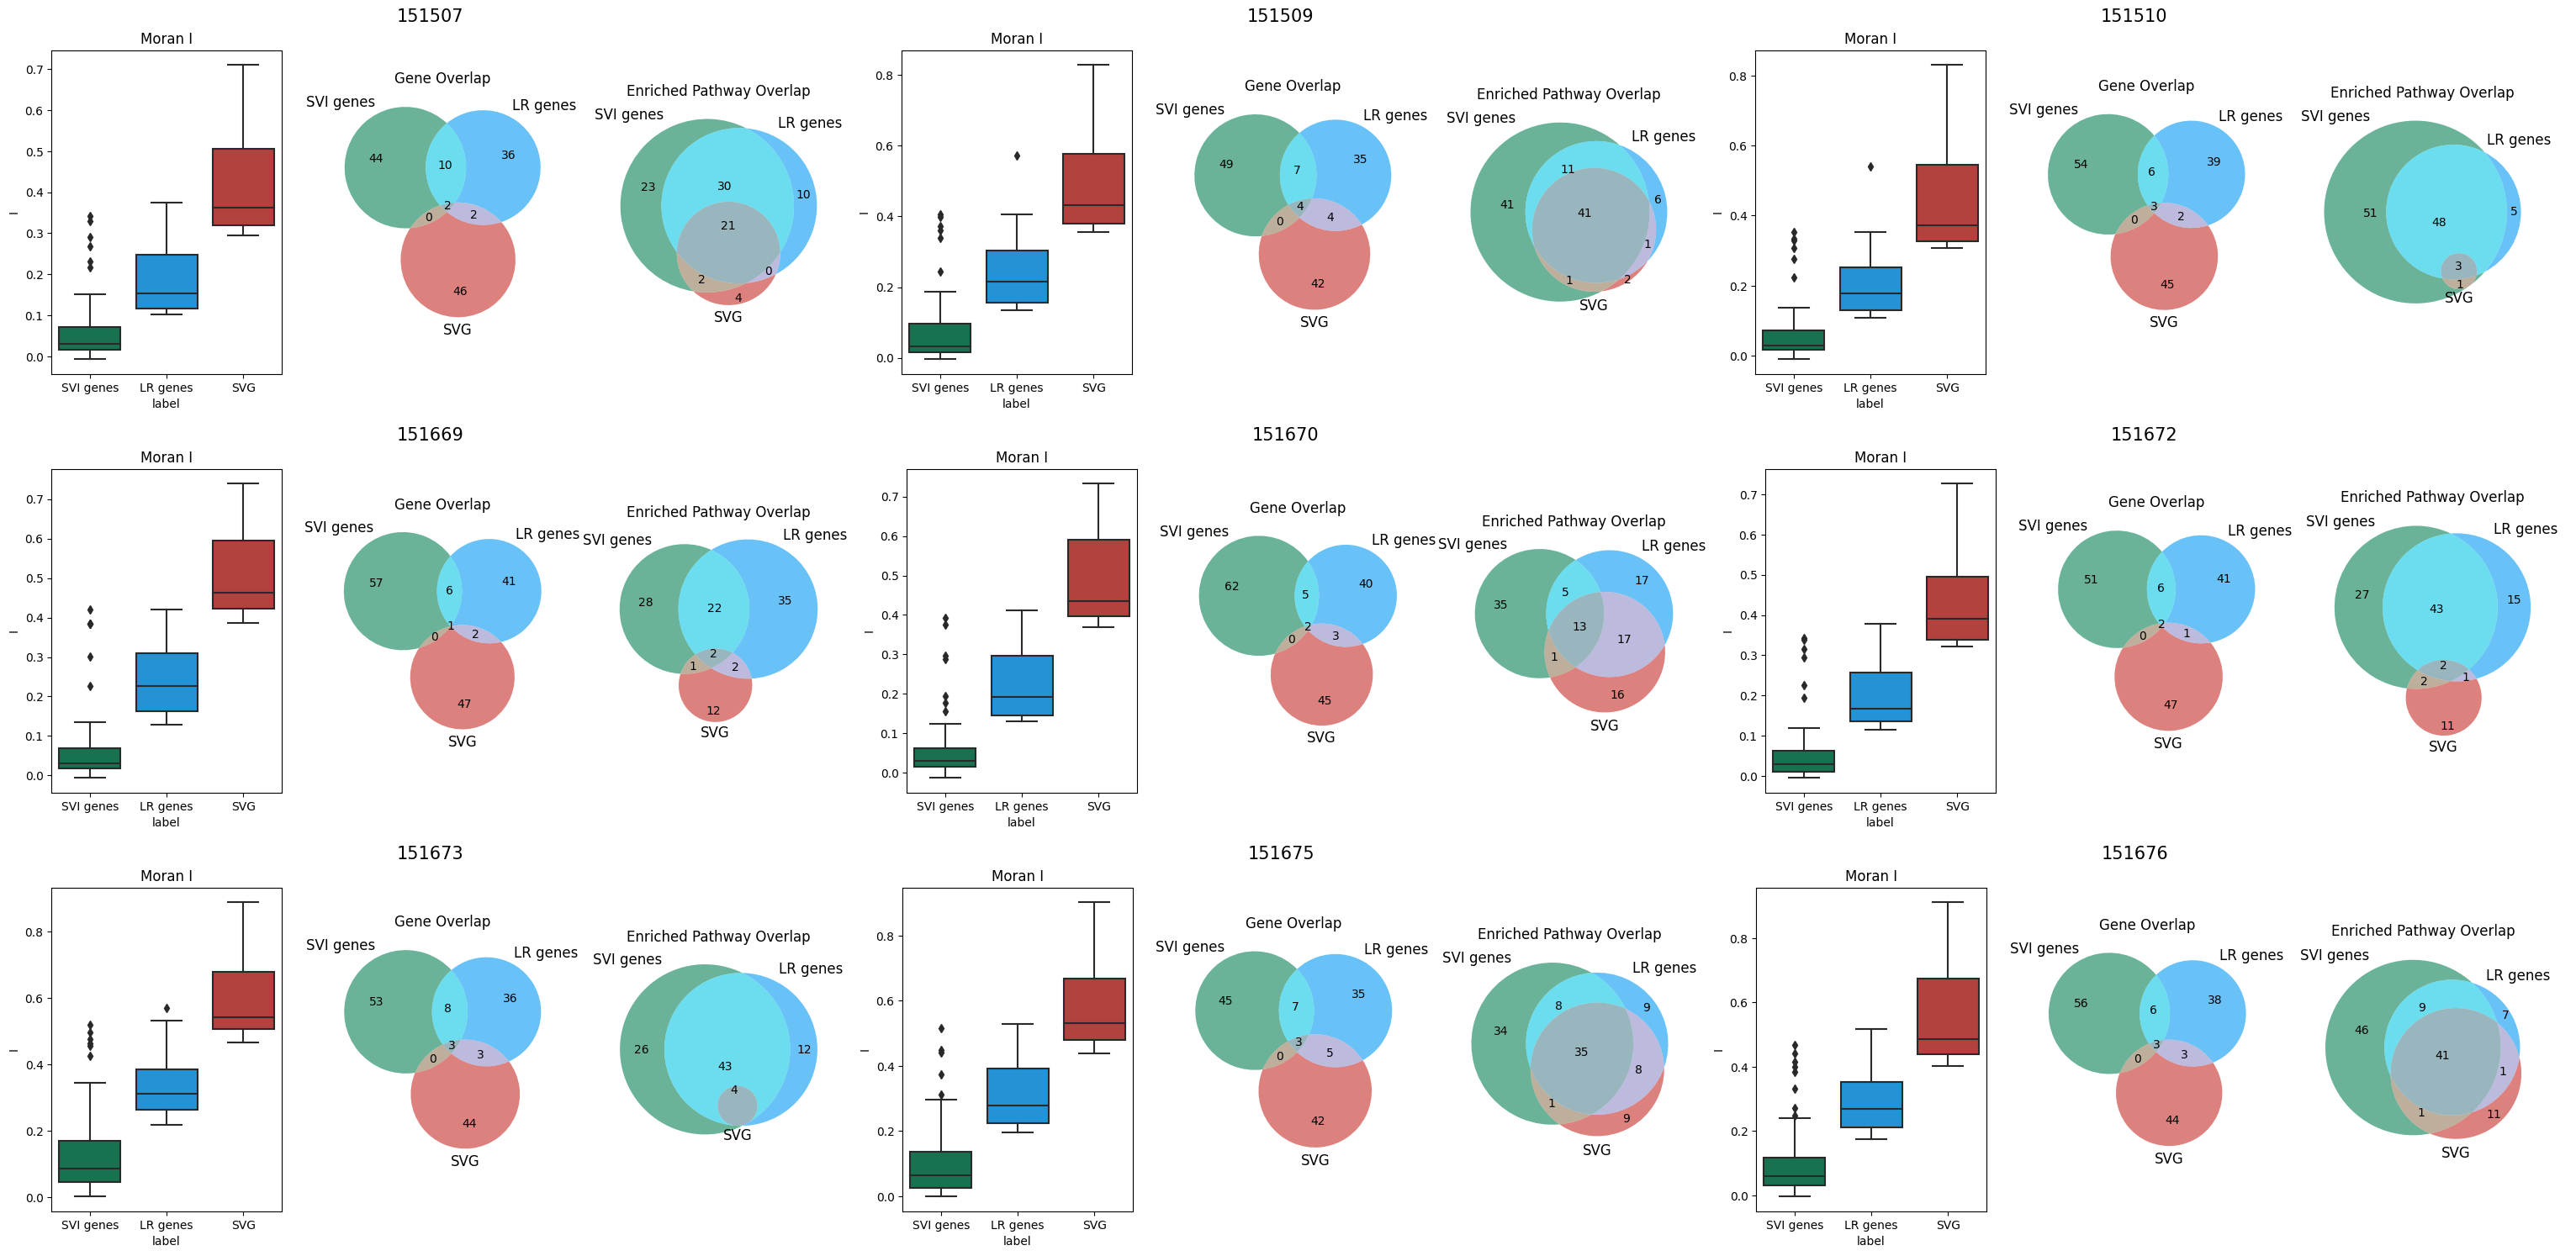 151507
Moran I
0.7
0.6
0.5
0.4
0.3
0.2
0.1
0.0
I
SVI genes LR genes SVG
label
Gene Overlap
SVI genes
LR genes
44
10
36
2
0
2
46
SVG
Enriched Pathway Overlap
SVI genes
LR genes
23
30
10
21
2
0
4
SVG
151509
Moran I
0.8
0.6
0.4
0.2
0.0
I
SVI genes LR genes SVG
label
Gene Overlap
SVI genes
LR genes
49
7
35
4
0
4
42
SVG
Enriched Pathway Overlap
SVI genes
LR genes
11
41
6
41
1
1
2
SVG
151510
Moran I
0.8
0.6
0.4
0.2
0.0
I
SVI genes LR genes SVG
label
Gene Overlap
SVI genes
LR genes
54
6
39
3
0
2
45
SVG
Enriched Pathway Overlap
SVI genes
LR genes
51
48
5
3
1
SVG
151669
Moran I
0.7
0.6
0.5
0.4
0.3
0.2
0.1
0.0
I
SVI genes LR genes SVG
label
Gene Overlap
SVI genes
LR genes
57
6
41
1
0
2
47
SVG
Enriched Pathway Overlap
SVI genes
LR genes
28
22
35
2
1
2
12
SVG
151670
Moran I
0.7
0.6
0.5
0.4
0.3
0.2
0.1
0.0
I
SVI genes LR genes SVG
label
Gene Overlap
SVI genes
LR genes
62
5
40
2
0
3
45
SVG
Enriched Pathway Overlap
SVI genes
LR genes
5
17
35
13
17
1
16
SVG
151672
Moran I
0.7
0.6
0.5
0.4
0.3
0.2
0.1
0.0
I
SVI genes LR genes SVG
label
Gene Overlap
SVI genes
LR genes
51
6
41
2
0
1
47
SVG
Enriched Pathway Overlap
SVI genes
LR genes
27
43
15
2
2
1
11
SVG
151673
Moran I
0.8
0.6
0.4
0.2
0.0
I
SVI genes LR genes SVG
label
Gene Overlap
SVI genes
LR genes
53
8
36
3
0
3
44
SVG
Enriched Pathway Overlap
SVI genes
LR genes
26
43
12
4
SVG
151675
Moran I
0.8
0.6
0.4
0.2
0.0
I
SVI genes LR genes SVG
label
Gene Overlap
SVI genes
LR genes
45
7
35
3
0
5
42
SVG
Enriched Pathway Overlap
SVI genes
LR genes
8
9
34
35
8
1
9
SVG
151676
Moran I
0.8
0.6
0.4
0.2
0.0
I
SVI genes LR genes SVG
label
Gene Overlap
SVI genes
LR genes
56
6
38
3
0
3
44
SVG
Enriched Pathway Overlap
SVI genes
LR genes
9
7
46
41
1
1
11
SVG